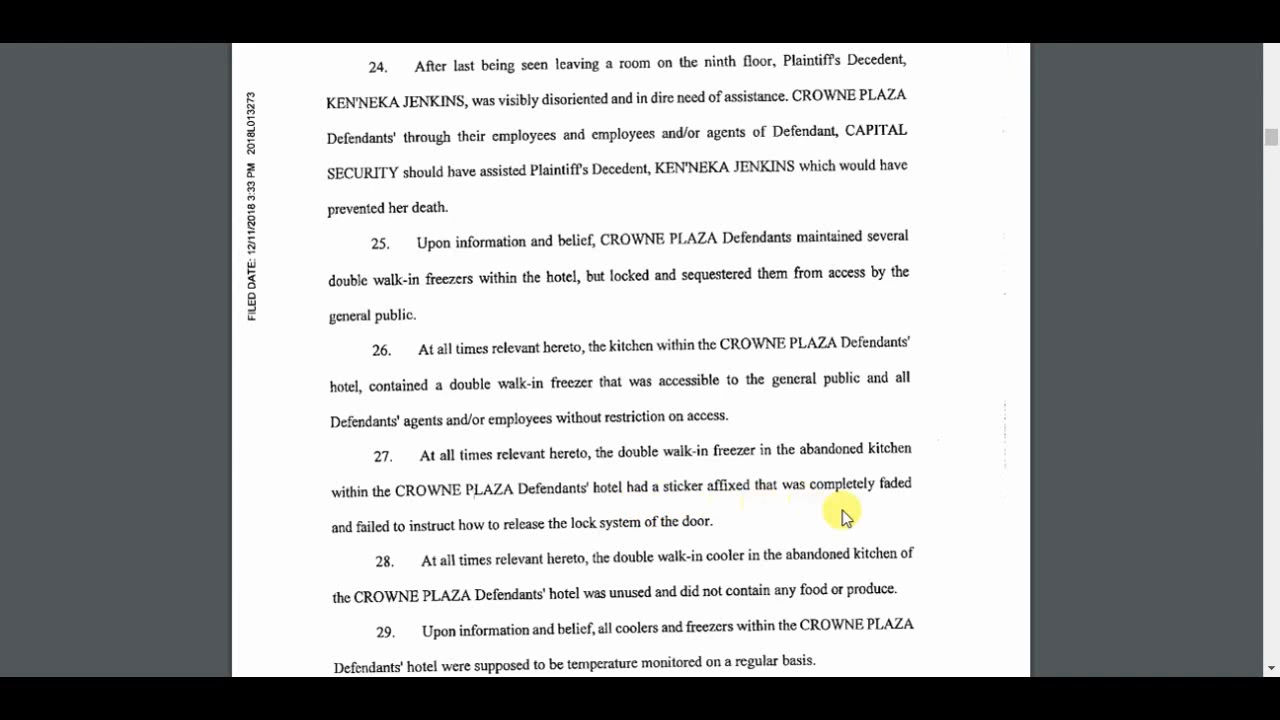 24. After last being seen leaving a room on the ninth floor, Plaintiff's Decedent,
KEN'NEKA JENKINS, was visibly disoriented and in dire need of assistance. CROWNE PLAZA
Defendants' through their employees and employees and/or agents of Defendant, CAPITAL
SECURITY should have assisted Plaintiff's Decedent, KEN'NEKA JENKINS which would have
prevented her death.
25. Upon information and belief, CROWNE PLAZA Defendants maintained several
double walk-in freezers within the hotel, but locked and sequestered them from access by the
general public.
26. At all times relevant hereto, the kitchen within the CROWNE PLAZA Defendants'
hotel, contained a double walk-in freezer that was accessible to the general public and all
Defendants' agents and/or employees without restriction on access.
27. At all times relevant hereto, the double walk-in freezer in the abandoned kitchen
within the CROWNE PLAZA Defendants' hotel had a sticker affixed that was completely faded
and failed to instruct how to release the lock system of the door.
28. At all times relevant hereto, the double walk-in cooler in the abandoned kitchen of
the CROWNE PLAZA Defendants' hotel was unused and did not contain any food or produce.
29. Upon information and belief, all coolers and freezers within the CROWNE PLAZA
Defendants' hotel were supposed to be temperature monitored on a regular basis.
FILED DATE: 12/11/2018 3:33 PM 2018L013273